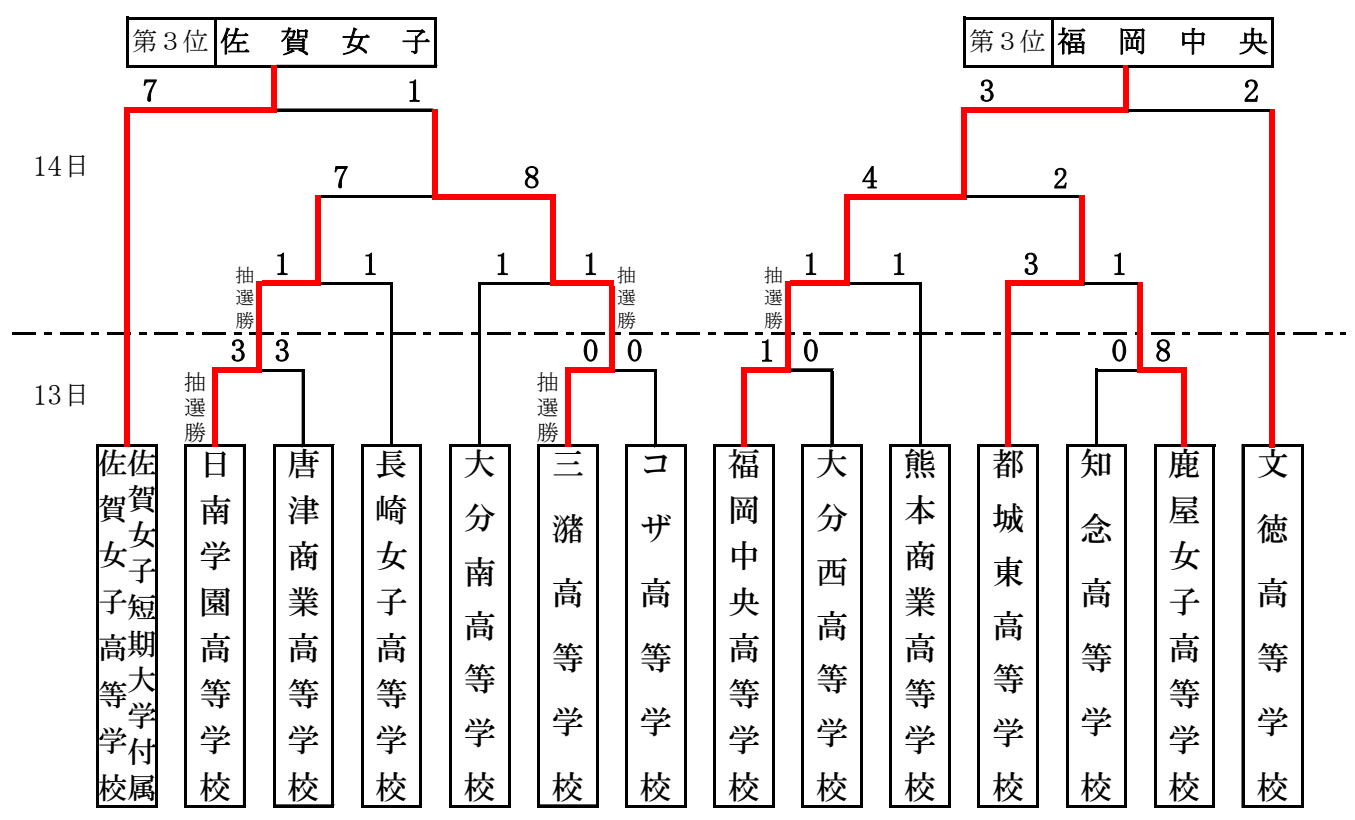 第３位 佐賀女子
第３位 福岡中央
7 1 3 2
14日
7 8 4 2
1 1 1 1 1 1 3 1
抽選勝
抽選勝
抽選勝
3 3 0 0 1 0 0 8
13日
抽選勝
抽選勝
佐賀女子短期大学付属
佐賀女子高等学校
日南学園高等学校
唐津商業高等学校
長崎女子高等学校
大分南高等学校
三潴高等学校
コザ高等学校
福岡中央高等学校
大分西高等学校
熊本商業高等学校
都城東高等学校
知念高等学校
鹿屋女子高等学校
文徳高等学校